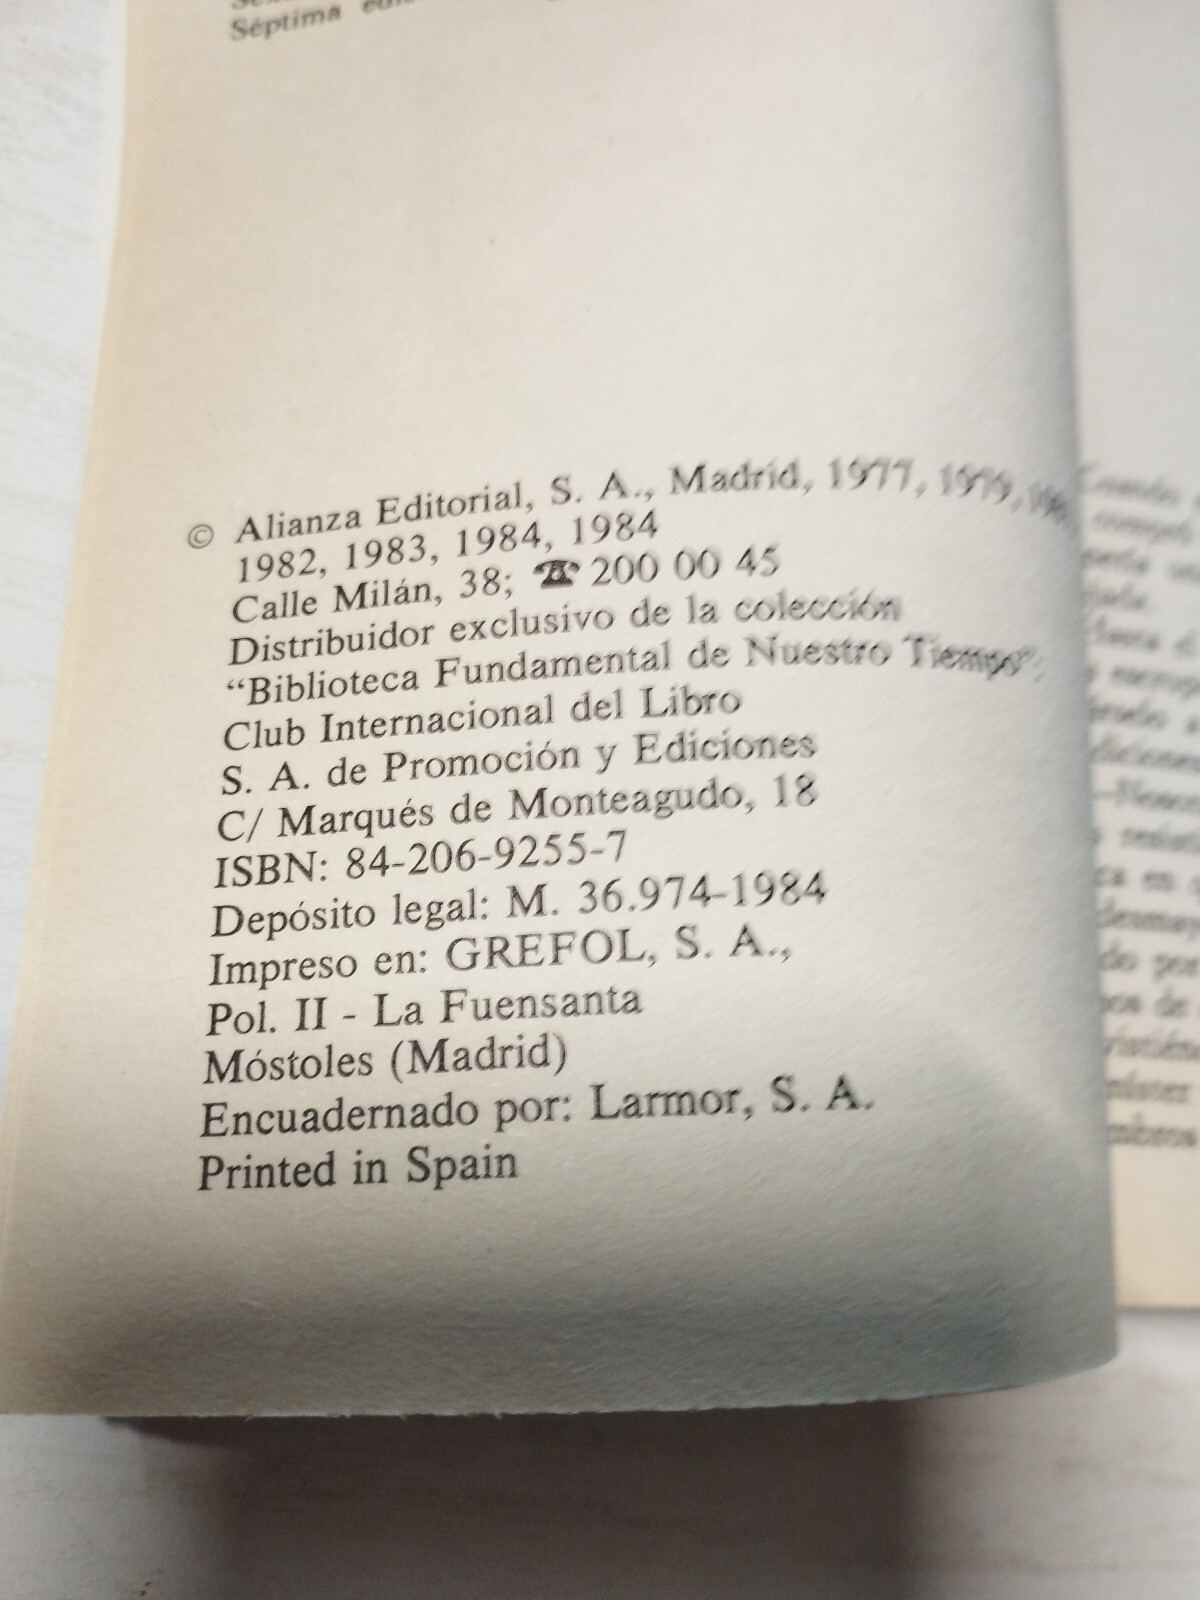 Séptima
© Alianza Editorial, S. A., Madrid, 1977, 1979,
1982, 1983, 1984, 1984
Calle Milán, 38; ☎ 200 00 45
Distribuidor exclusivo de la colección
“Biblioteca Fundamental de Nuestro Tiempo”;
Club Internacional del Libro
S. A. de Promoción y Ediciones
C/ Marqués de Monteagudo, 18
ISBN: 84-206-9255-7
Depósito legal: M. 36.974-1984
Impreso en: GREFOL, S. A.,
Pol. II - La Fuensanta
Móstoles (Madrid)
Encuadernado por: Larmor, S. A.
Printed in Spain